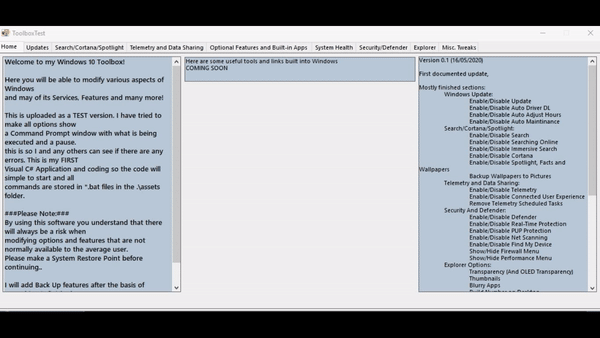 ToolboxTest
Home Updates Search/Cortana/Spotlight Telemetry and Data Sharing Optional Features and Built-in Apps System Health Security/Defender Explorer Misc. Tweaks
Welcome to my Windows 10 Toolbox!
Here you will be able to modify various aspects of
Windows
and may of its Services, Features and many more!
This is uploaded as a TEST version. I have tried to
make all options show
a Command Prompt window with what is being
executed and a pause.
this is so I and any others can see if there are any
errors. This is my FIRST
Visual C# Application and coding so the code will
simple to start and all
commands are stored in *.bat files in the .\assets
folder.
###Please Note:###
By using this software you understand that there
will always be a risk when
modifying options and features that are not
normally available to the average user.
Please make a System Restore Point before
continuing..
I will add Back Up features after the basis of
Here are some useful tools and links built into Windows
COMING SOON
Version 0.1 (16/05/2020)
First documented update,
Mostly finished sections:
Windows Update:
Enable/Disable Update
Enable/Disable Auto Driver DL
Enable/Disable Auto Adjust Hours
Enable/Disable Auto Maintinance
Search/Cortana/Spotlight:
Enable/Disable Search
Enable/Disable Searching Online
Enable/Disable Immersive Search
Enable/Disable Cortana
Enable/Disable Spotlight, Facts and
Wallpapers
Backup Wallpapers to Pictures
Telemetry and Data Sharing:
Enable/Disable Telemetry
Enable/Disable Connected User Experience
Remove Telemetry Scheduled Tasks
Security And Defender:
Enable/Disable Defender
Enable/Disable Real-Time Protection
Enable/Disable PUP Protection
Enable/Disable Net Scanning
Enable/Disable Find My Device
Show/Hide Firewall Menu
Show/Hide Performance Menu
Explorer Options:
Transparency (And OLED Transparency)
Thumbnails
Blurry Apps